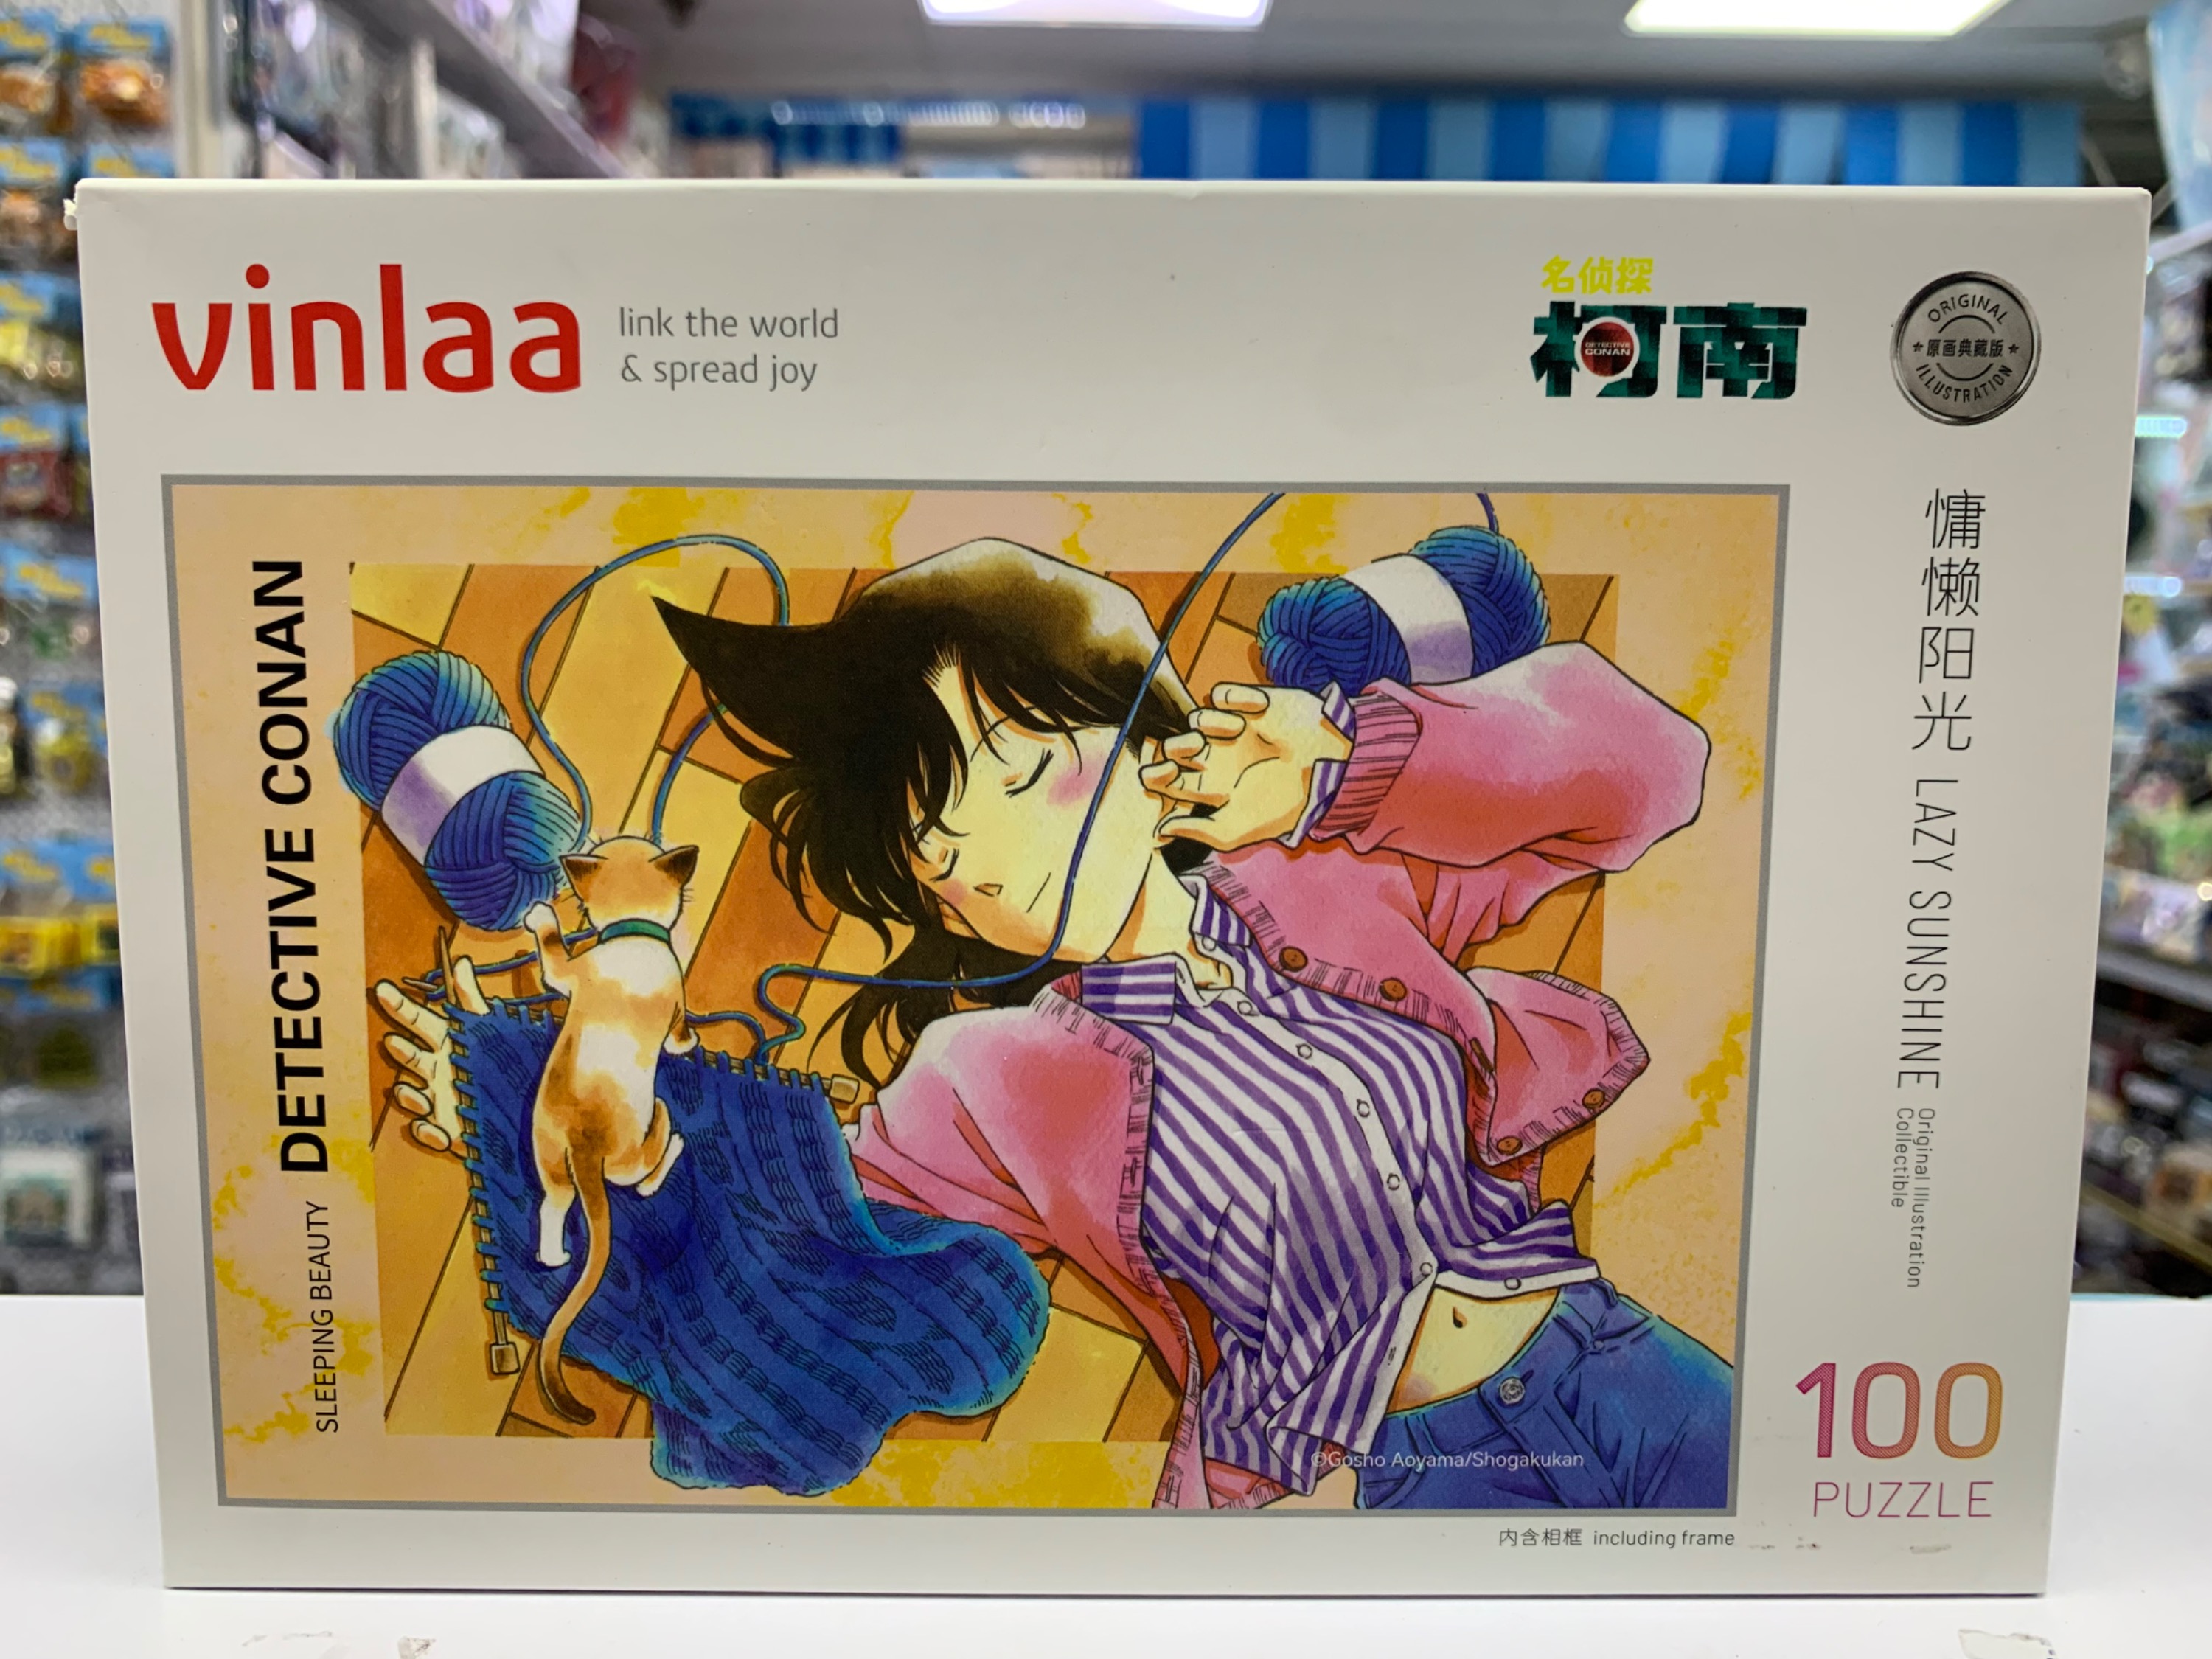 vinlaa
link the world
& spread joy
名侦探
柯南
DETECTIVE
CONAN
ORIGINAL
原画典藏版
ILLUSTRATION
慵懒阳光 LAZY SUNSHINE
Original Illustration
Collectible
SLEEPING BEAUTY DETECTIVE CONAN
©Gosho Aoyama/Shogakukan
100
PUZZLE
内含相框 including frame